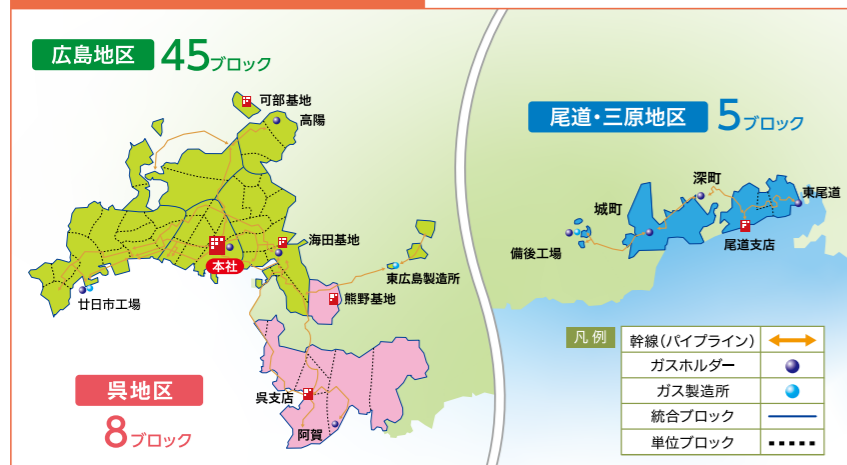 広島地区 45ブロック
可部基地
高陽
海田基地
本社
廿日市工場
東広島製造所
熊野基地
呉地区
8ブロック
呉支店
阿賀
尾道・三原地区 5ブロック
深町
東尾道
城町
備後工場
尾道支店
凡例
幹線(パイプライン)
ガスホルダー
ガス製造所
統合ブロック
単位ブロック